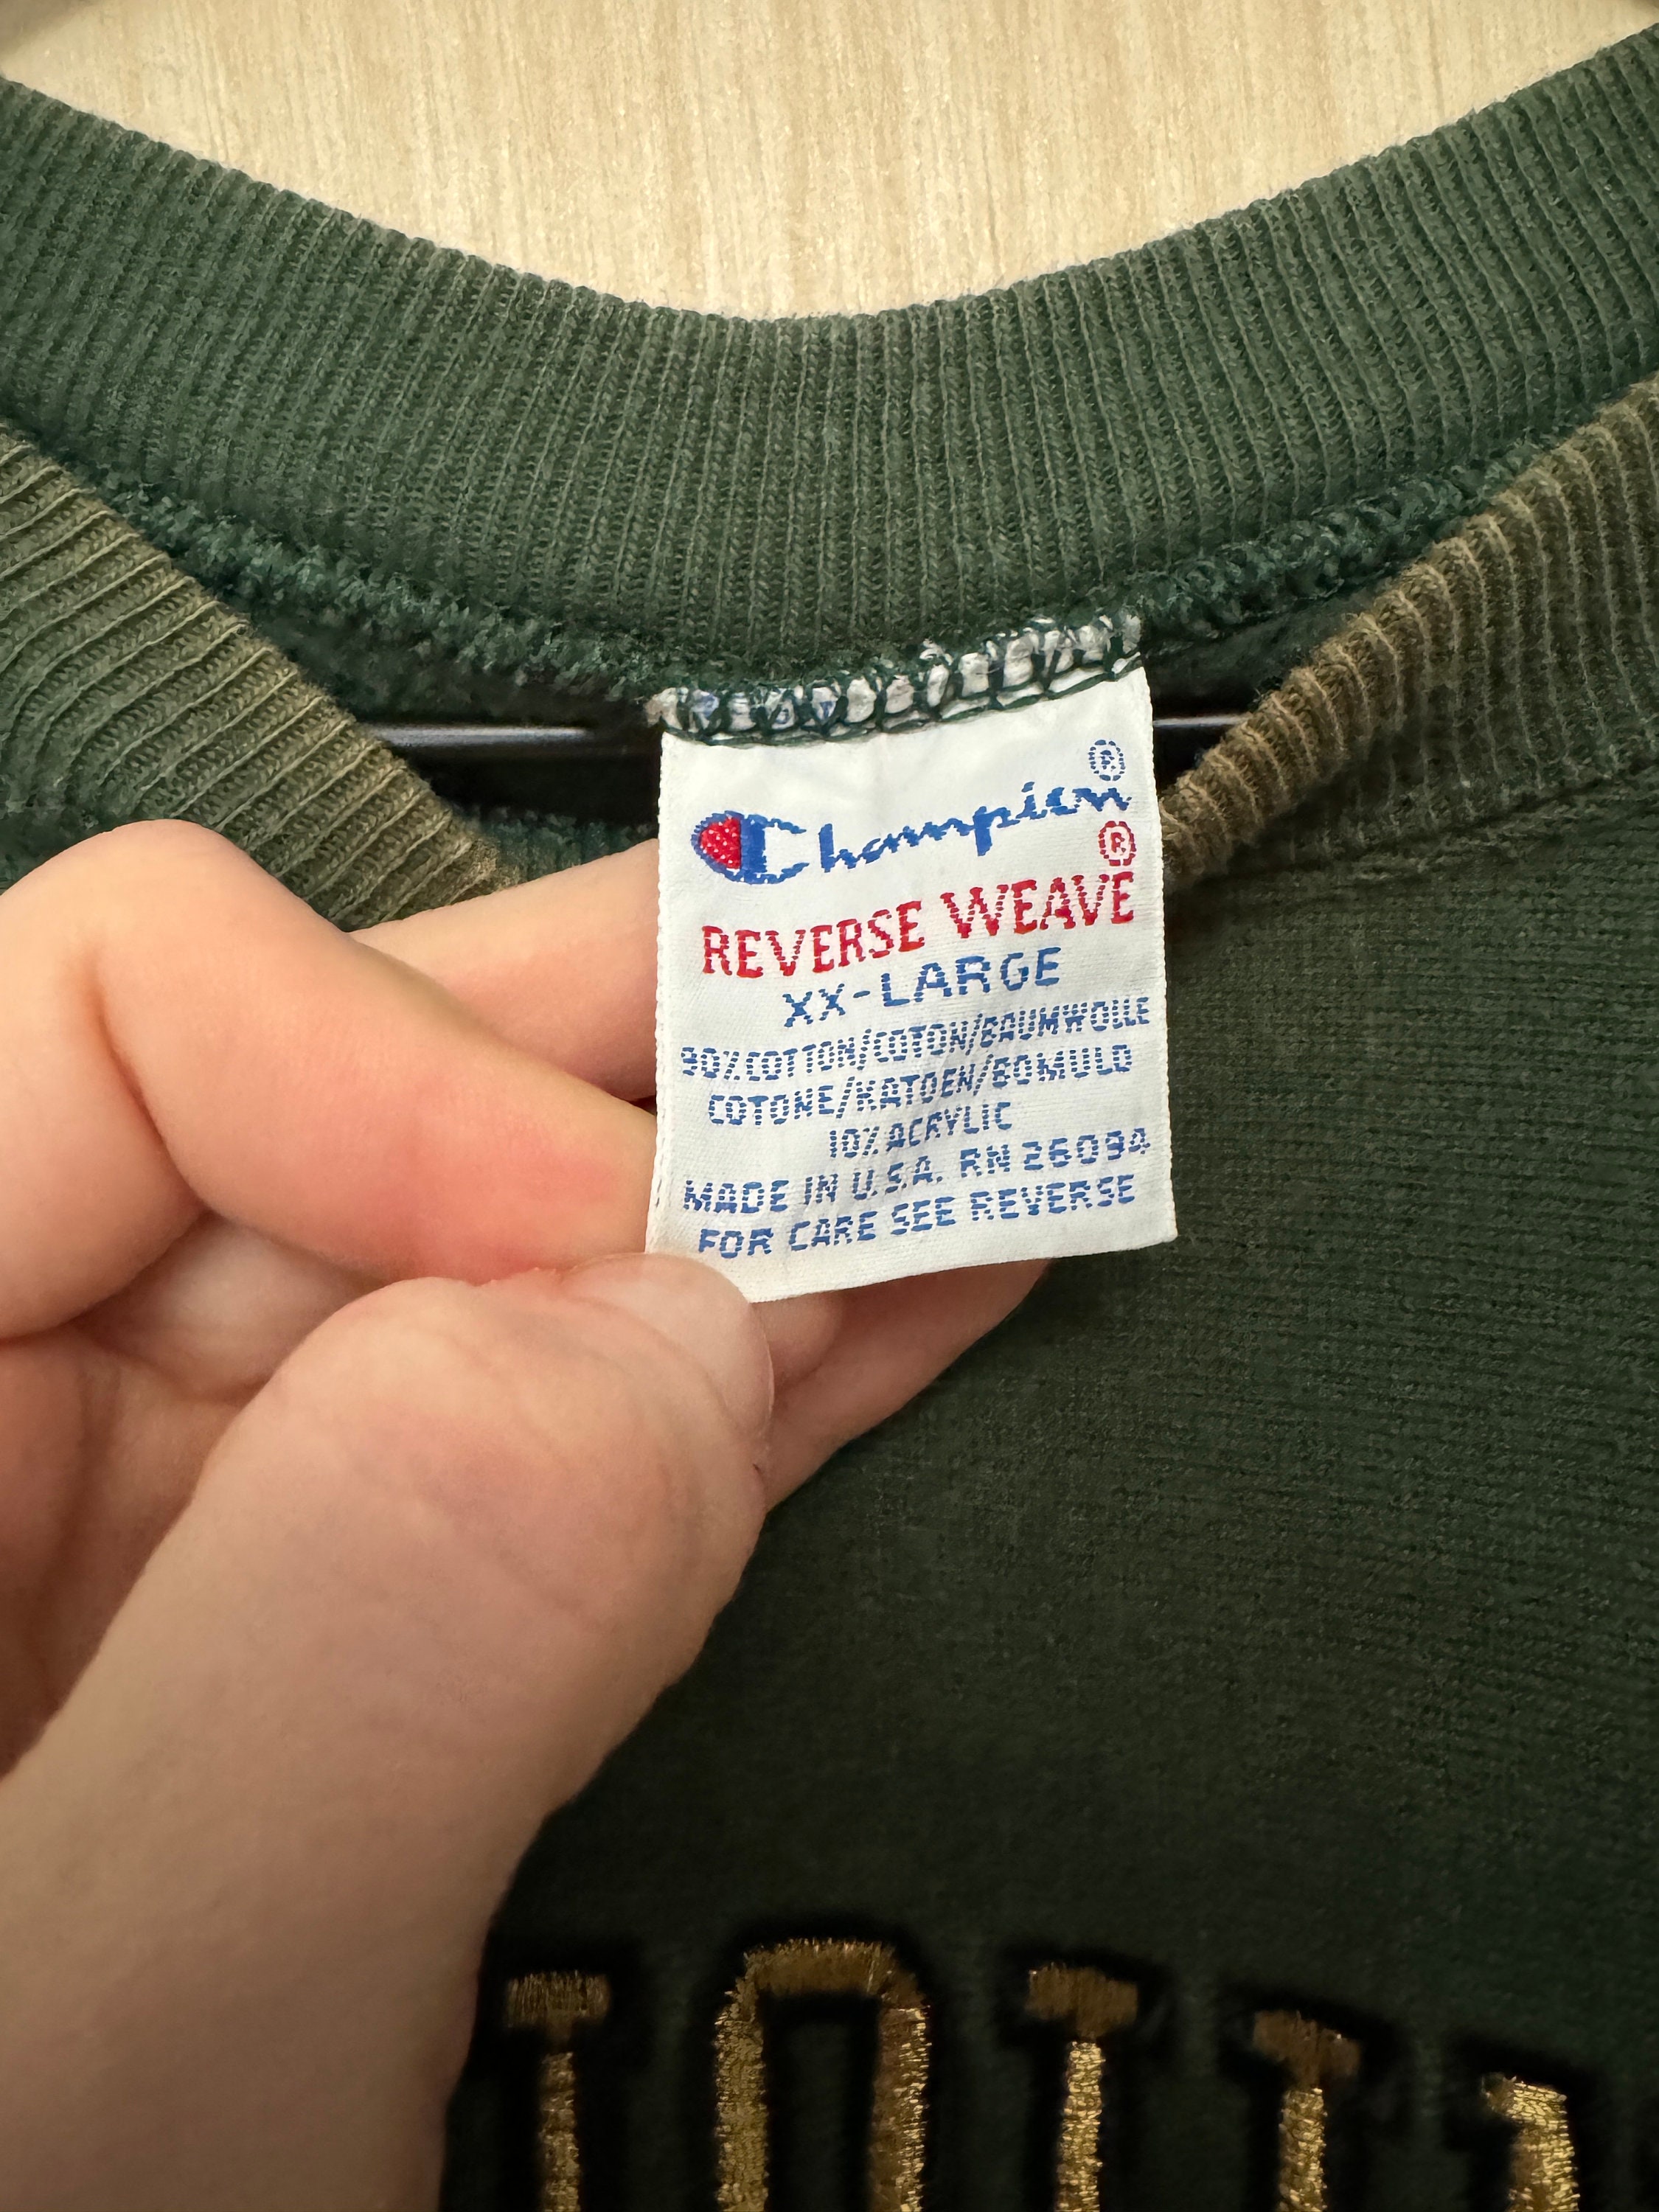 Champion®
®
REVERSE WEAVE
XX-LARGE
90% COTTON/COTON/BAUMWOLLE
COTONE/KATOEN/BOMULD
10% ACRYLIC
MADE IN U.S.A. RN 26094
FOR CARE SEE REVERSE